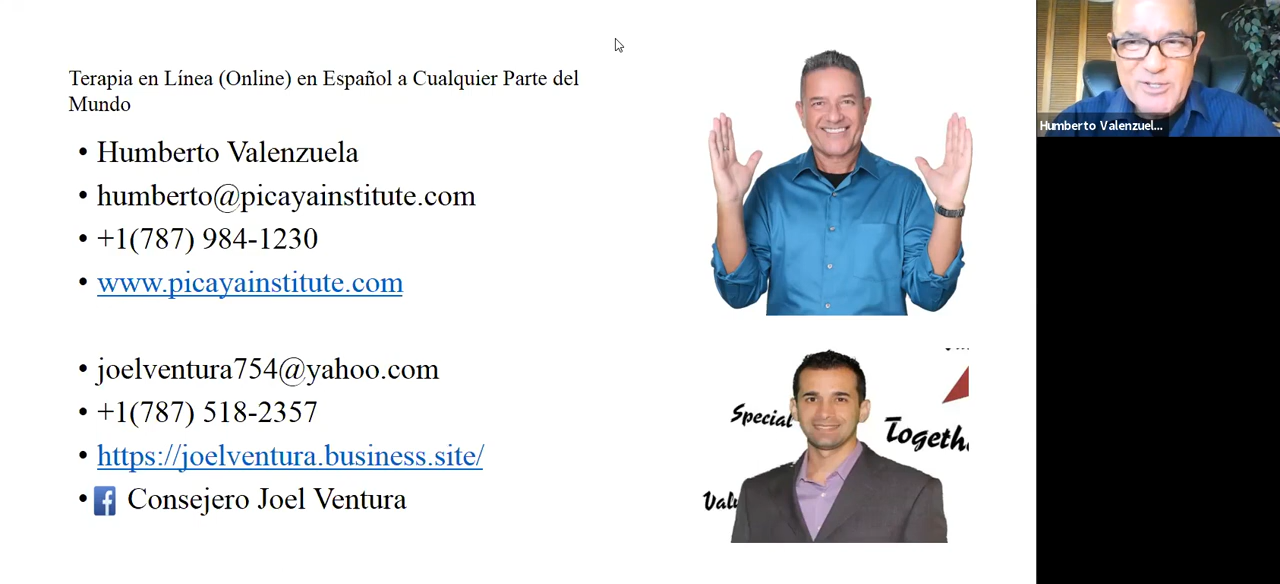 Terapia en Línea (Online) en Español a Cualquier Parte del
Mundo
• Humberto Valenzuela
• humberto@picayainstitute.com
• +1(787) 984-1230
• www.picayainstitute.com
• joelventura754@yahoo.com
• +1(787) 518-2357
• https://joelventura.business.site/
• f Consejero Joel Ventura
Special
Togeth
Valu
Humberto Valenzuel...